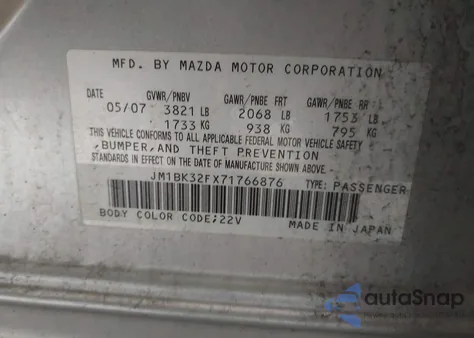 MFD. BY MAZDA MOTOR CORPORATION
DATE GVWR/PNBV GAWR/PNBE FRT GAWR/PNBE RR
05/07 3821 LB 2068 LB 1753 LB
1733 KG 938 KG 795 KG
THIS VEHICLE CONFORMS TO ALL APPLICABLE FEDERAL MOTOR VEHICLE SAFETY
,BUMPER,AND THEFT PREVENTION
STANDARDS IN EFFECT ON THE DATE OF MANUFACTURE SHOWN ABOVE.
JM1BK32FX71766876 TYPE: PASSENGER
BODY COLOR CODE;22V MADE IN JAPAN
autoSnap